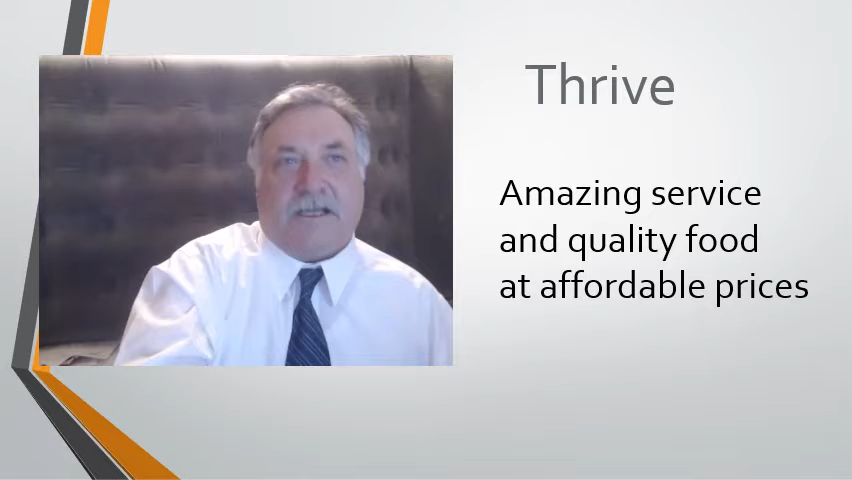 Thrive
Amazing service
and quality food
at affordable prices